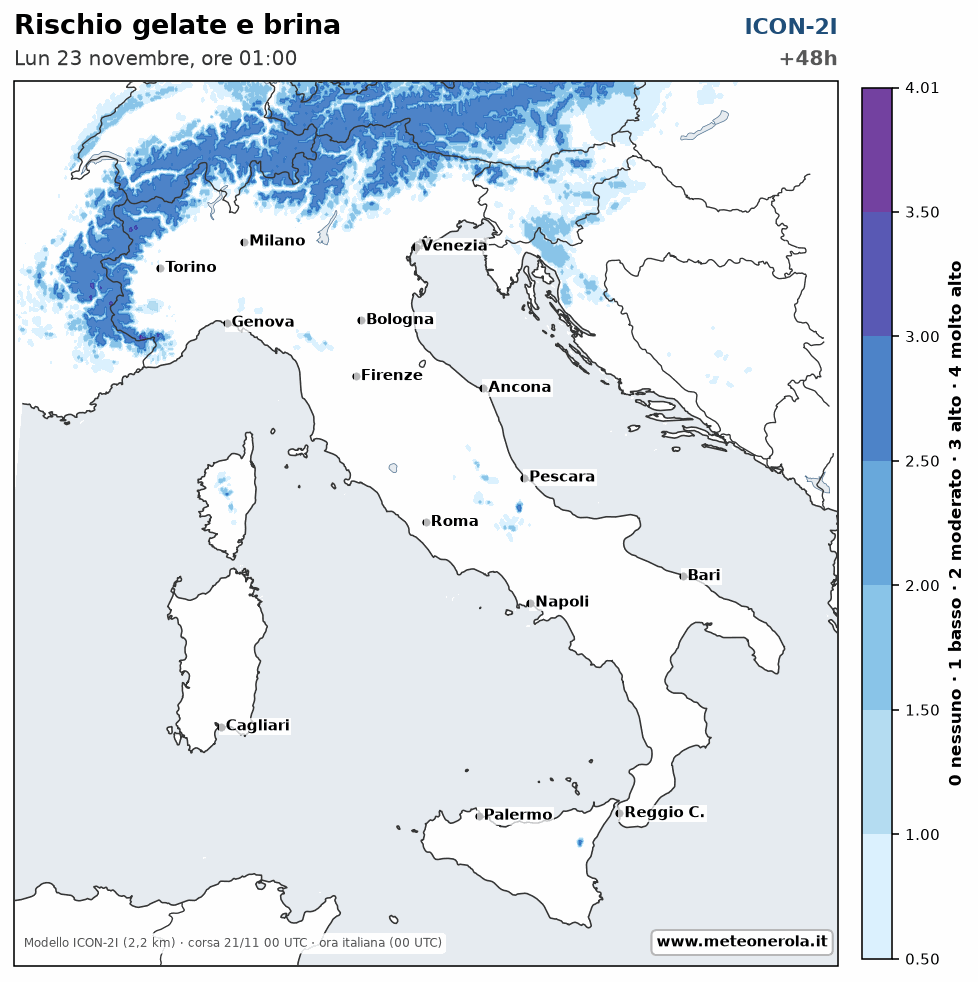 Rischio gelate e brina
ICON-2I
Lun 23 novembre, ore 01:00
+48h
4.01
3.50
3.00
2.50
2.00
1.50
1.00
0.50
0 nessuno · 1 basso · 2 moderato · 3 alto · 4 molto alto
Milano
Venezia
Torino
Genova
Bologna
Firenze
Ancona
Pescara
Roma
Bari
Napoli
Cagliari
Palermo
Reggio C.
Modello ICON-2I (2,2 km) · corsa 21/11 00 UTC · ora italiana (00 UTC)
www.meteonerola.it